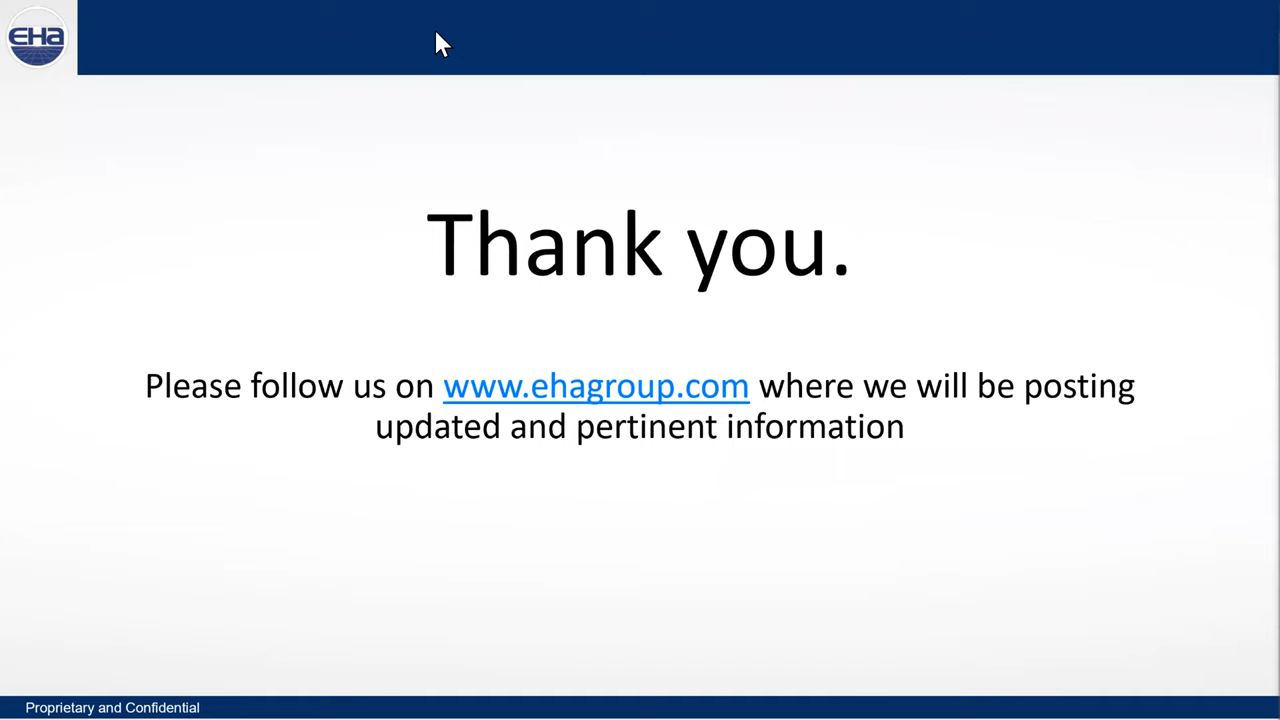 EHa
Thank you.
Please follow us on www.ehagroup.com where we will be posting
updated and pertinent information
Proprietary and Confidential